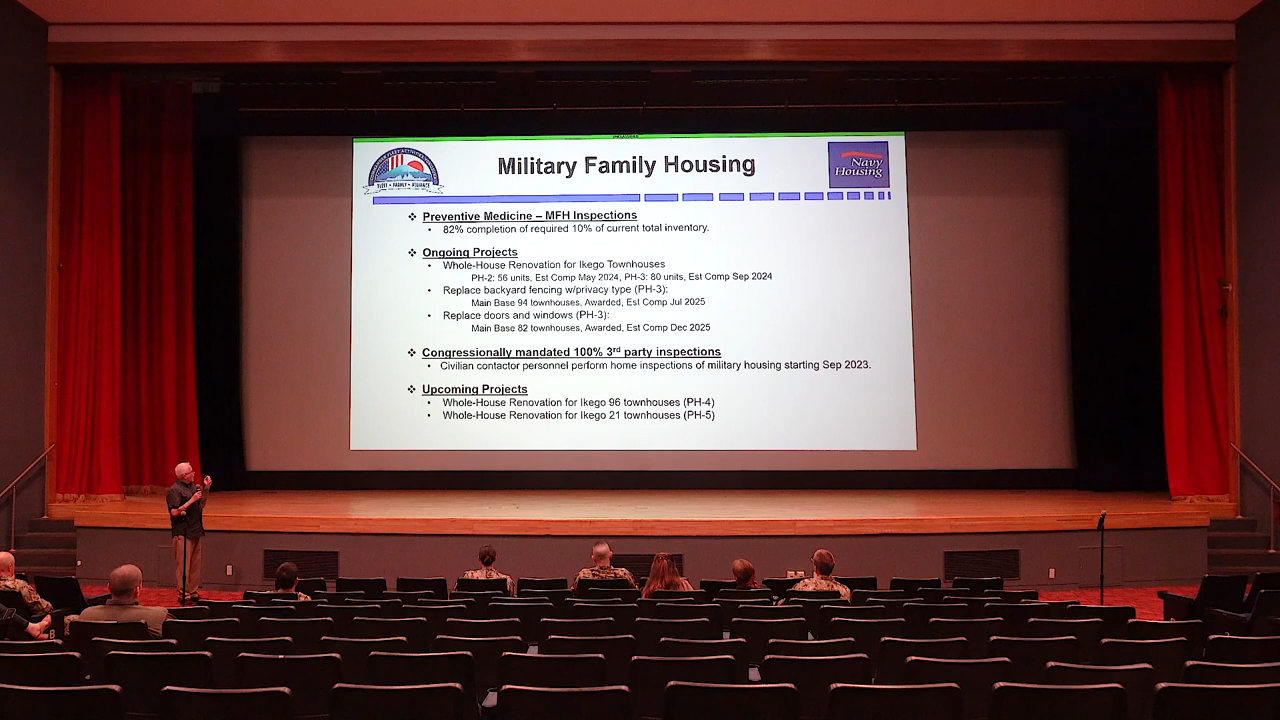 Military Family Housing
FLEET • FAMILY • ALLIANCE
Navy
Housing
❖ Preventive Medicine – MFH Inspections
• 82% completion of required 10% of current total inventory.
❖ Ongoing Projects
• Whole-House Renovation for Ikego Townhouses
PH-2: 56 units, Est Comp May 2024, PH-3: 80 units, Est Comp Sep 2024
• Replace backyard fencing w/privacy type (PH-3):
Main Base 94 townhouses, Awarded, Est Comp Jul 2025
• Replace doors and windows (PH-3):
Main Base 82 townhouses, Awarded, Est Comp Dec 2025
❖ Congressionally mandated 100% 3rd party inspections
• Civilian contactor personnel perform home inspections of military housing starting Sep 2023.
❖ Upcoming Projects
• Whole-House Renovation for Ikego 96 townhouses (PH-4)
• Whole-House Renovation for Ikego 21 townhouses (PH-5)